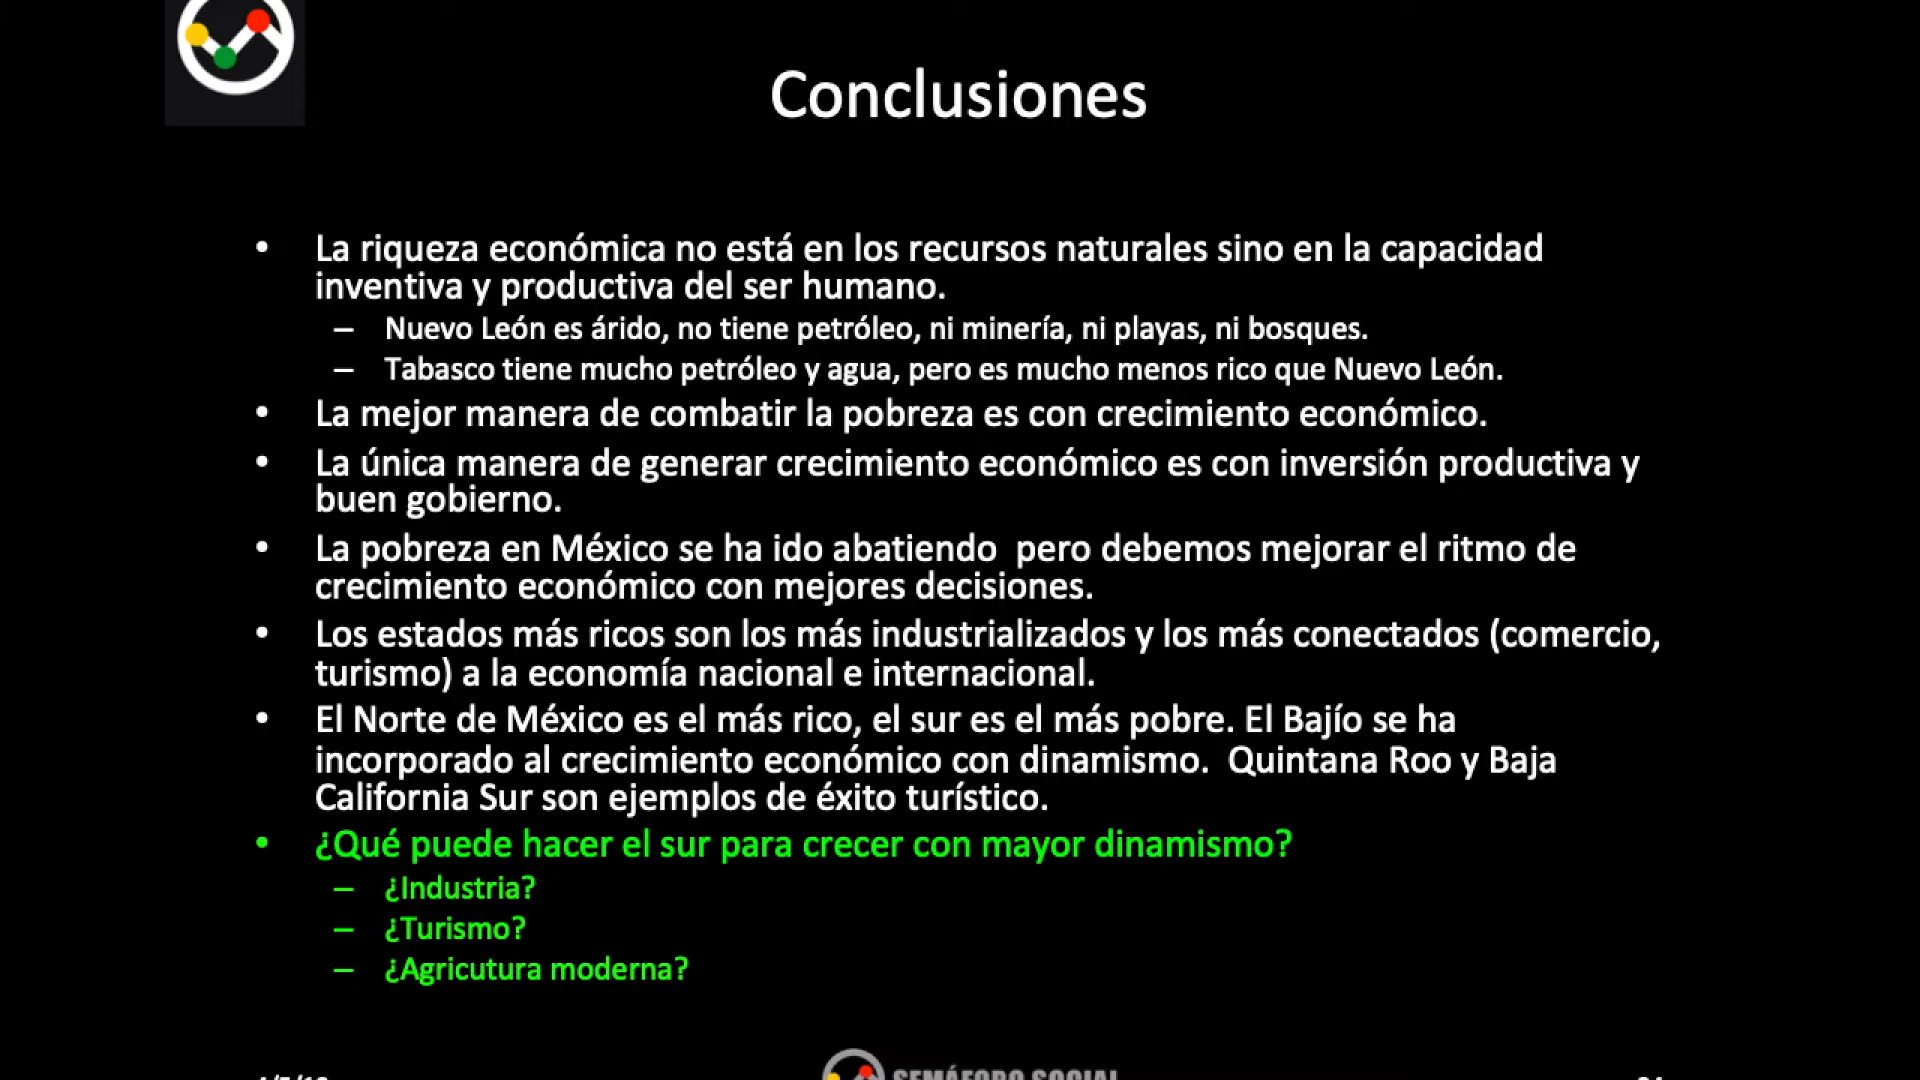 Conclusiones
• La riqueza económica no está en los recursos naturales sino en la capacidad
inventiva y productiva del ser humano.
– Nuevo León es árido, no tiene petróleo, ni minería, ni playas, ni bosques.
– Tabasco tiene mucho petróleo y agua, pero es mucho menos rico que Nuevo León.
• La mejor manera de combatir la pobreza es con crecimiento económico.
• La única manera de generar crecimiento económico es con inversión productiva y
buen gobierno.
• La pobreza en México se ha ido abatiendo  pero debemos mejorar el ritmo de
crecimiento económico con mejores decisiones.
• Los estados más ricos son los más industrializados y los más conectados (comercio,
turismo) a la economía nacional e internacional.
• El Norte de México es el más rico, el sur es el más pobre. El Bajío se ha
incorporado al crecimiento económico con dinamismo.  Quintana Roo y Baja
California Sur son ejemplos de éxito turístico.
• ¿Qué puede hacer el sur para crecer con mayor dinamismo?
– ¿Industria?
– ¿Turismo?
– ¿Agricutura moderna?
SEMÁFORO SOCIAL